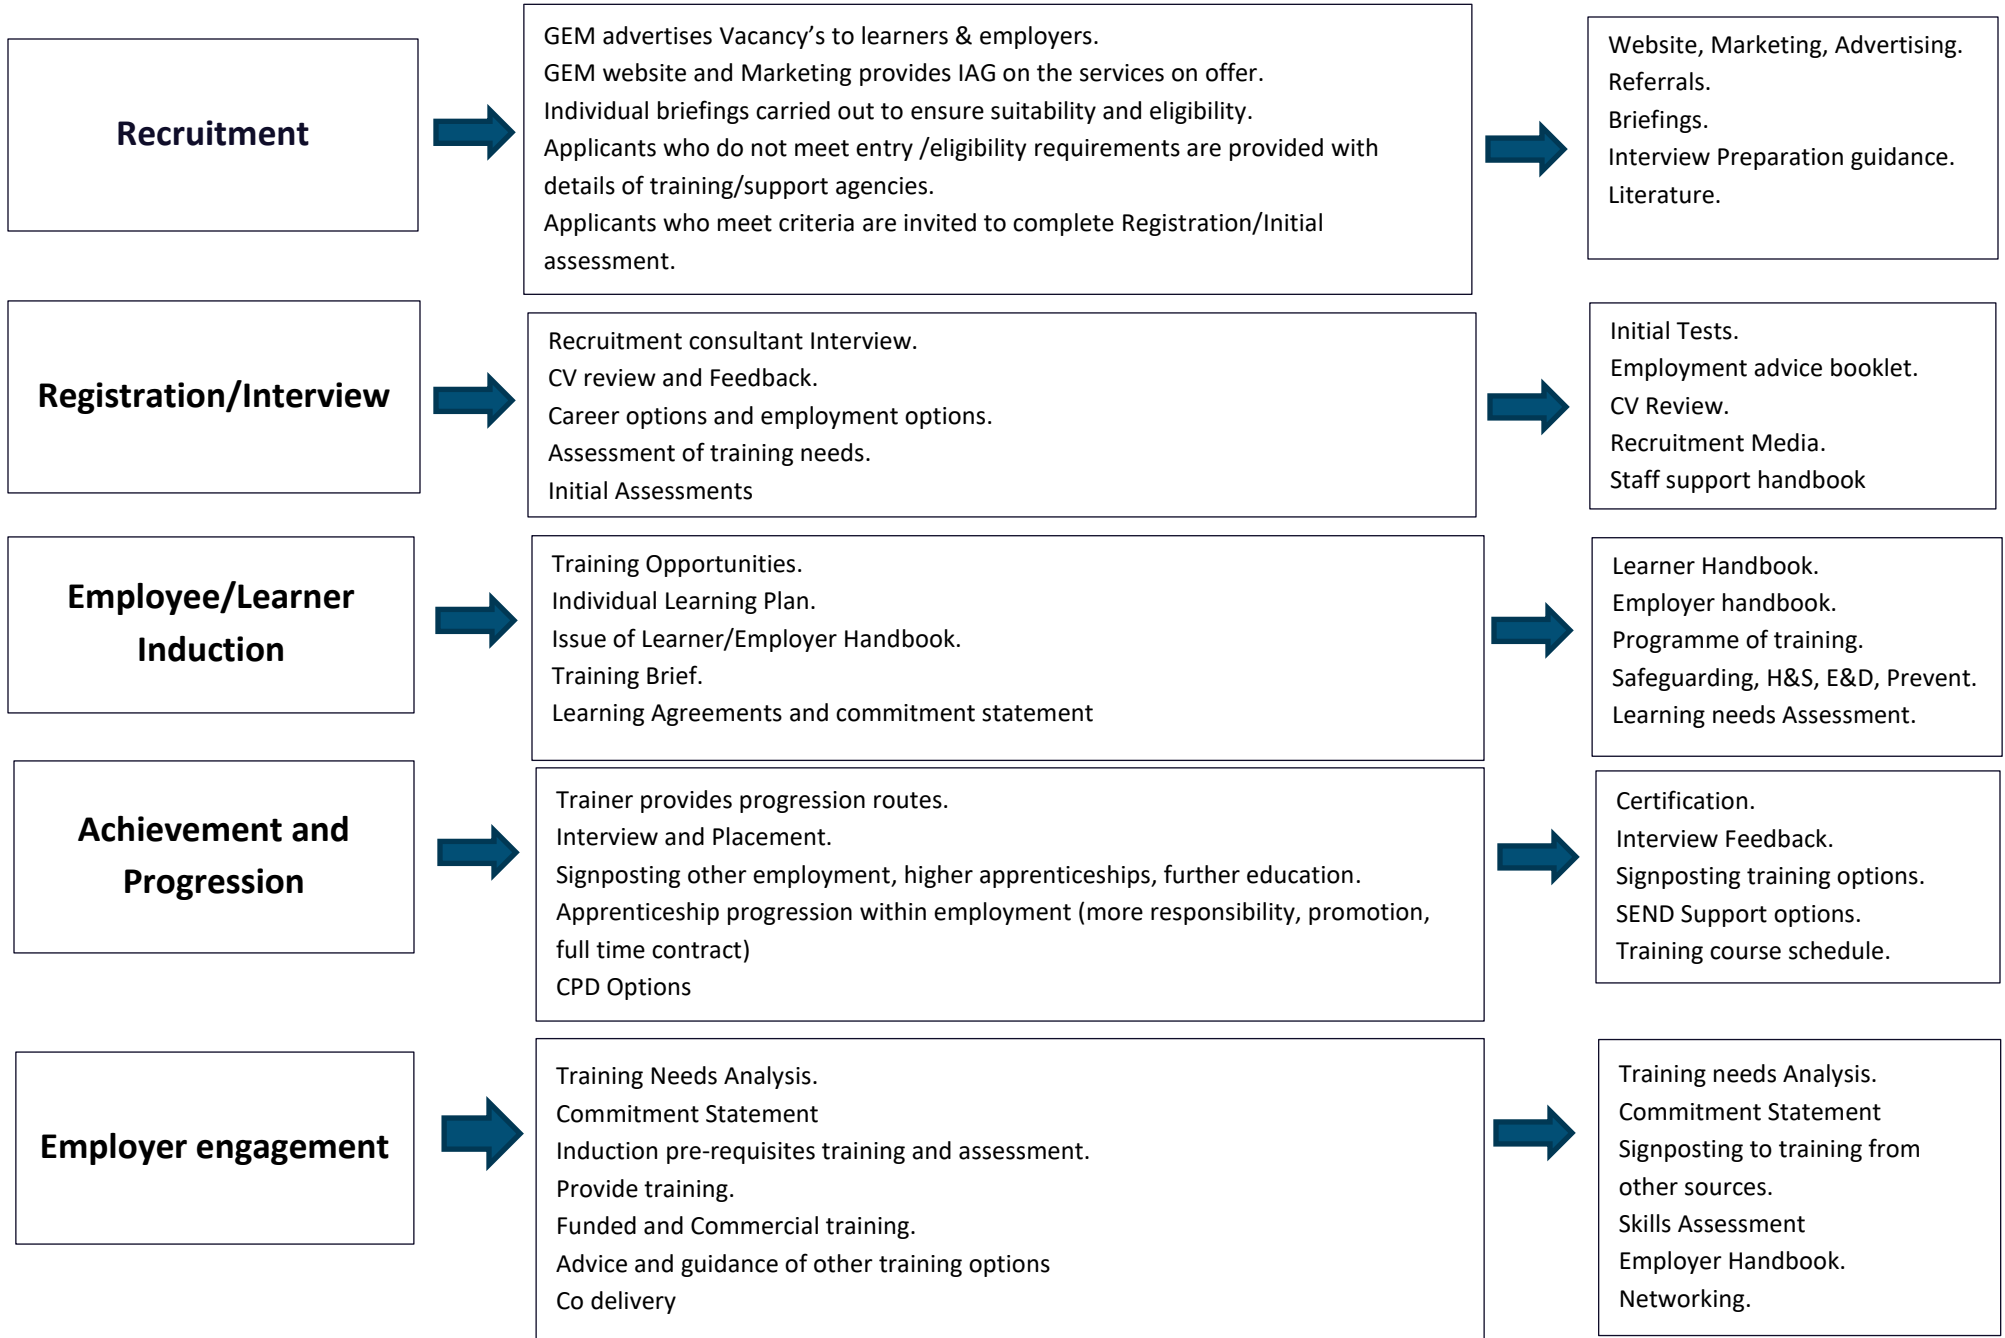 Recruitment
GEM advertises Vacancy’s to learners & employers.
GEM website and Marketing provides IAG on the services on offer.
Individual briefings carried out to ensure suitability and eligibility.
Applicants who do not meet entry /eligibility requirements are provided with
details of training/support agencies.
Applicants who meet criteria are invited to complete Registration/Initial
assessment.
Website, Marketing, Advertising.
Referrals.
Briefings.
Interview Preparation guidance.
Literature.
Registration/Interview
Recruitment consultant Interview.
CV review and Feedback.
Career options and employment options.
Assessment of training needs.
Initial Assessments
Initial Tests.
Employment advice booklet.
CV Review.
Recruitment Media.
Staff support handbook
Employee/Learner
Induction
Training Opportunities.
Individual Learning Plan.
Issue of Learner/Employer Handbook.
Training Brief.
Learning Agreements and commitment statement
Learner Handbook.
Employer handbook.
Programme of training.
Safeguarding, H&S, E&D, Prevent.
Learning needs Assessment.
Achievement and
Progression
Trainer provides progression routes.
Interview and Placement.
Signposting other employment, higher apprenticeships, further education.
Apprenticeship progression within employment (more responsibility, promotion,
full time contract)
CPD Options
Certification.
Interview Feedback.
Signposting training options.
SEND Support options.
Training course schedule.
Employer engagement
Training Needs Analysis.
Commitment Statement
Induction pre-requisites training and assessment.
Provide training.
Funded and Commercial training.
Advice and guidance of other training options
Co delivery
Training needs Analysis.
Commitment Statement
Signposting to training from
other sources.
Skills Assessment
Employer Handbook.
Networking.